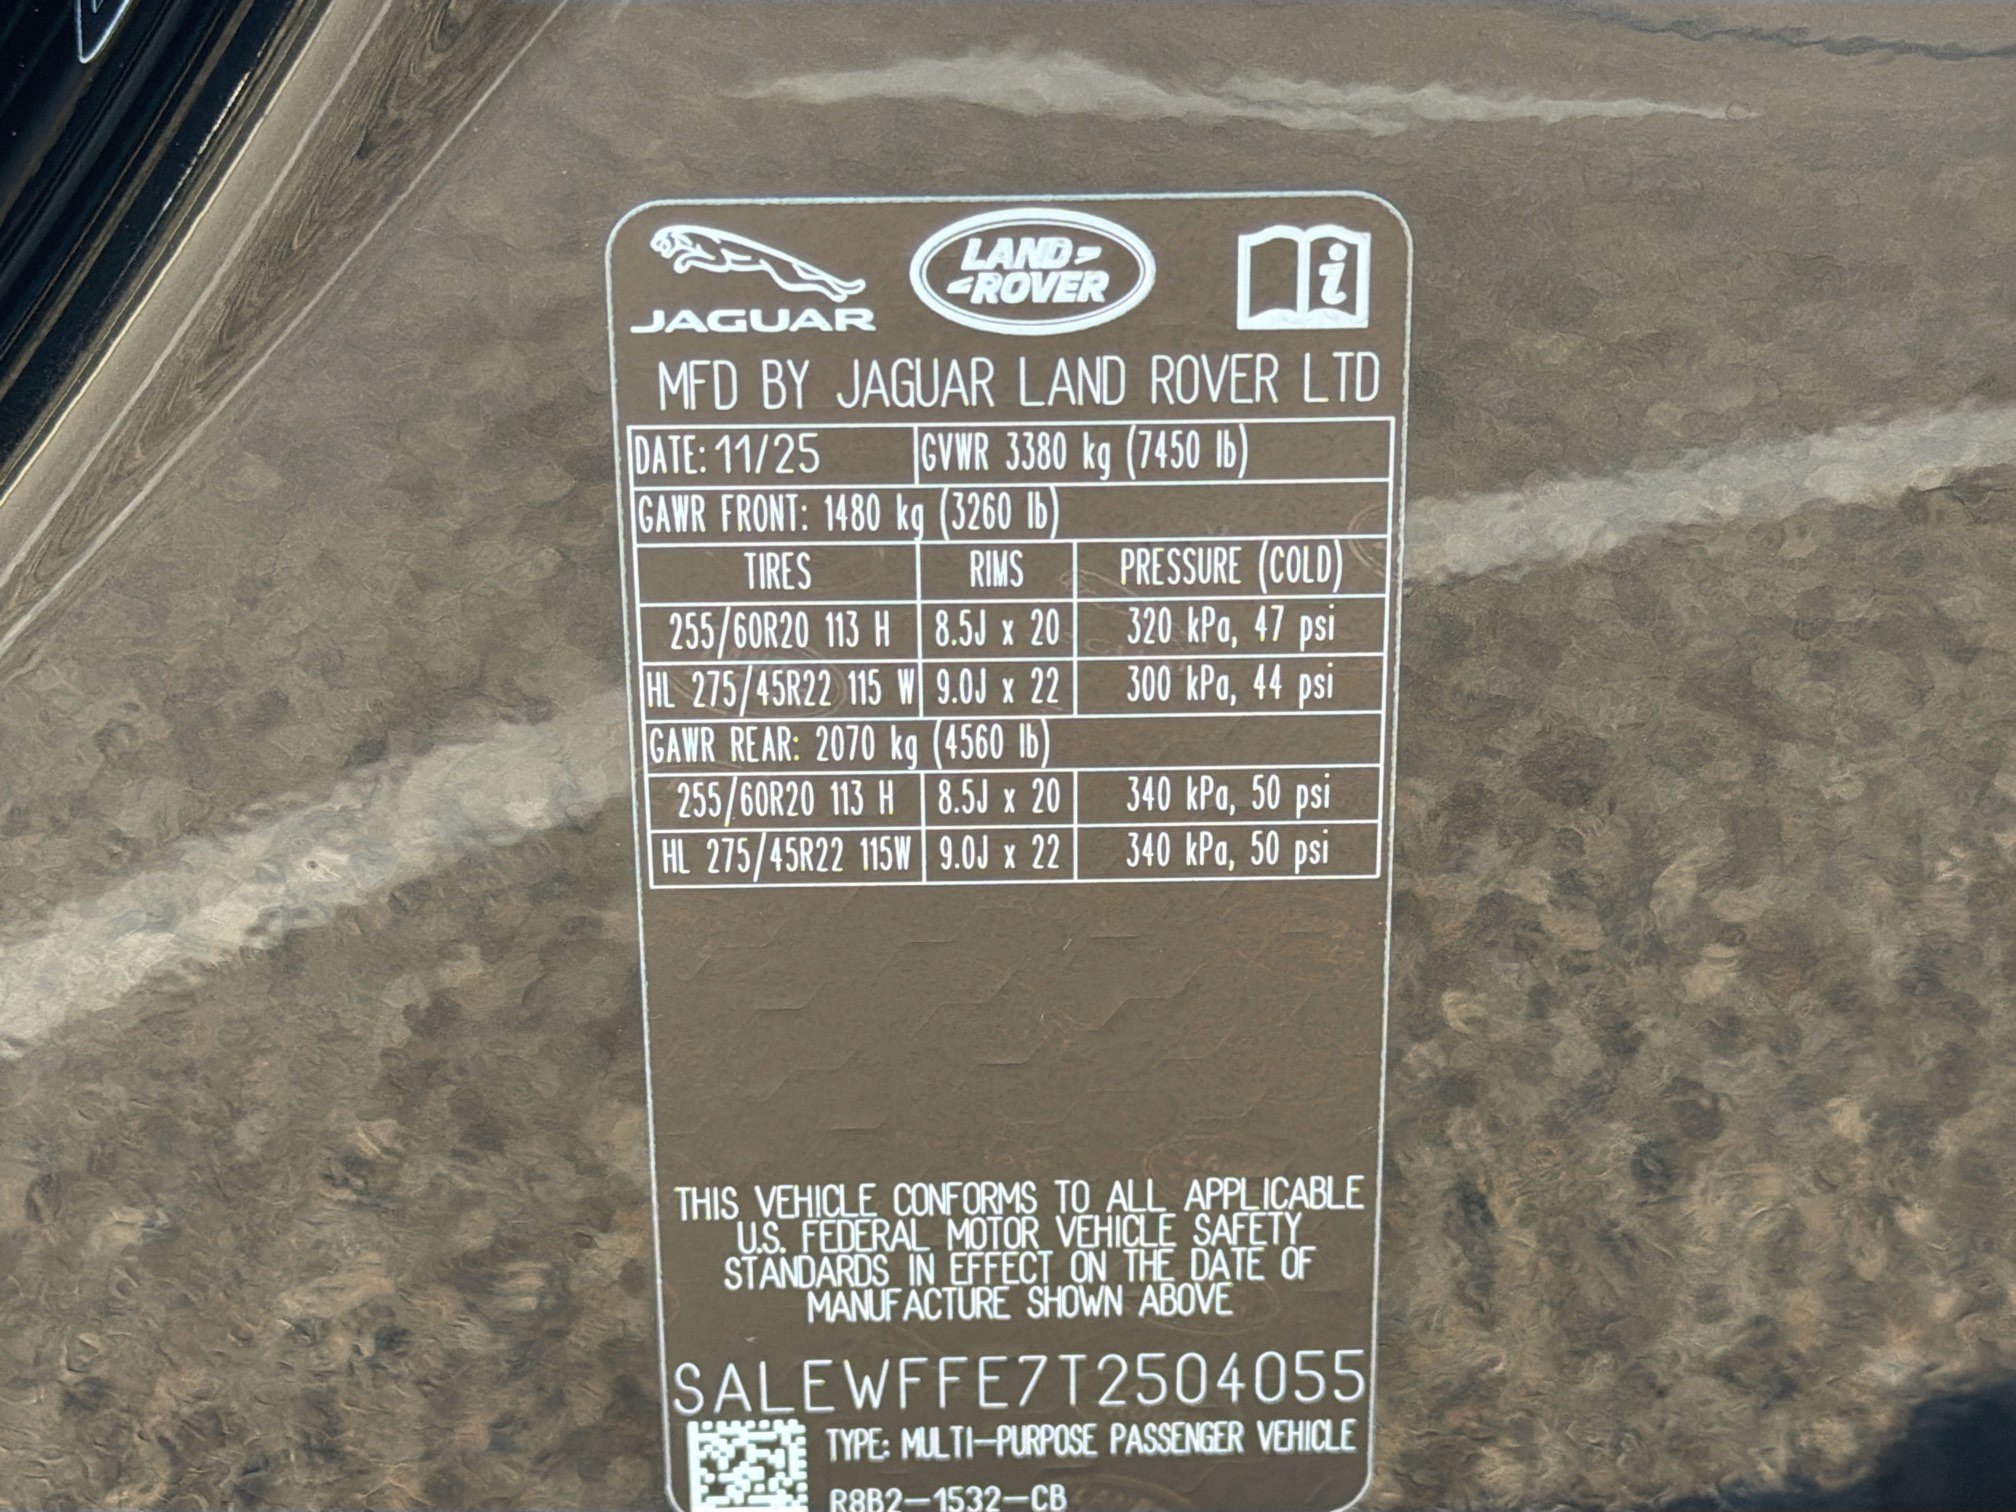 JAGUAR
LAND
ROVER
i
MFD BY JAGUAR LAND ROVER LTD
DATE: 11/25 GVWR 3380 kg (7450 lb)
GAWR FRONT: 1480 kg (3260 lb)
TIRES RIMS PRESSURE (COLD)
255/60R20 113 H 8.5J x 20 320 kPa, 47 psi
HL 275/45R22 115 W 9.0J x 22 300 kPa, 44 psi
GAWR REAR: 2070 kg (4560 lb)
255/60R20 113 H 8.5J x 20 340 kPa, 50 psi
HL 275/45R22 115W 9.0J x 22 340 kPa, 50 psi
THIS VEHICLE CONFORMS TO ALL APPLICABLE
U.S. FEDERAL MOTOR VEHICLE SAFETY
STANDARDS IN EFFECT ON THE DATE OF
MANUFACTURE SHOWN ABOVE
SALEWFFE7T2504055
TYPE: MULTI-PURPOSE PASSENGER VEHICLE
R8B2-1532-CB